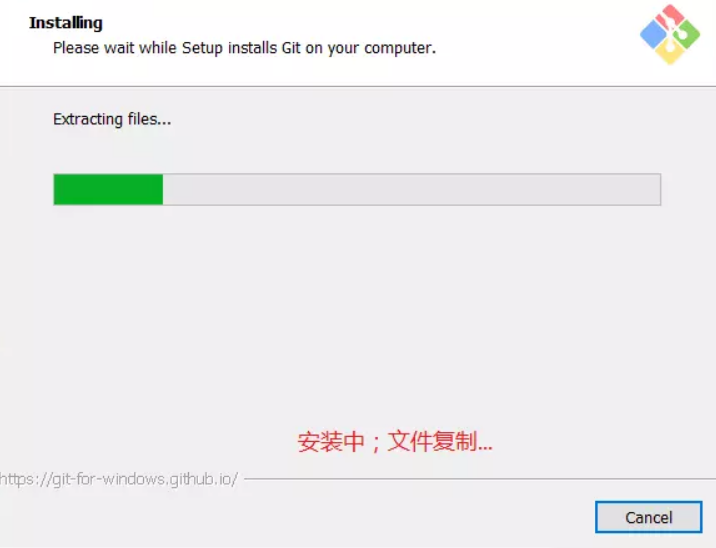 Installing
Please wait while Setup installs Git on your computer.
Extracting files...
安装中；文件复制...
https://git-for-windows.github.io/
Cancel